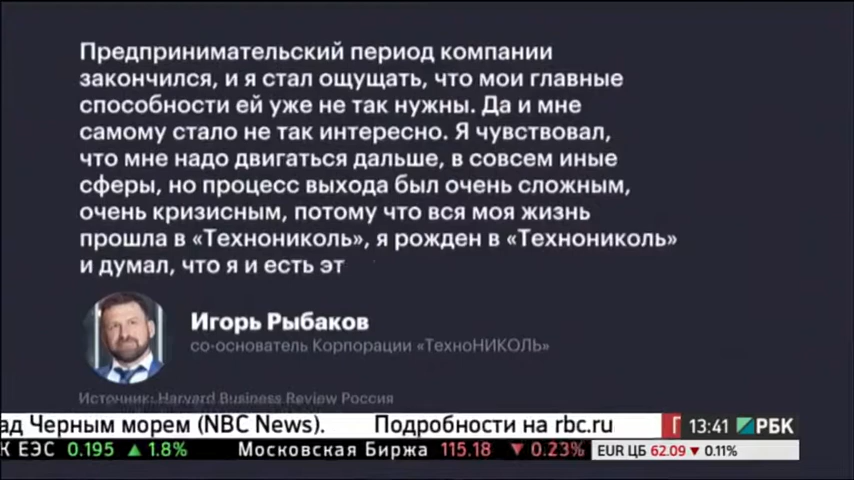 Предпринимательский период компании
закончился, и я стал ощущать, что мои главные
способности ей уже не так нужны. Да и мне
самому стало не так интересно. Я чувствовал,
что мне надо двигаться дальше, в совсем иные
сферы, но процесс выхода был очень сложным,
очень кризисным, потому что вся моя жизнь
прошла в «Технониколь», я рожден в «Технониколь»
и думал, что я и есть эт
Игорь Рыбаков
со-основатель Корпорации «ТехноНИКОЛЬ»
Источник: Harvard Business Review Россия
ад Черным морем (NBC News). Подробности на rbc.ru Г 13:41 РБК
К ЕЭС 0.195 ▲ 1.8% Московская Биржа 115.18 ▼ 0.23% EUR ЦБ 62.09 ▼ 0.11%